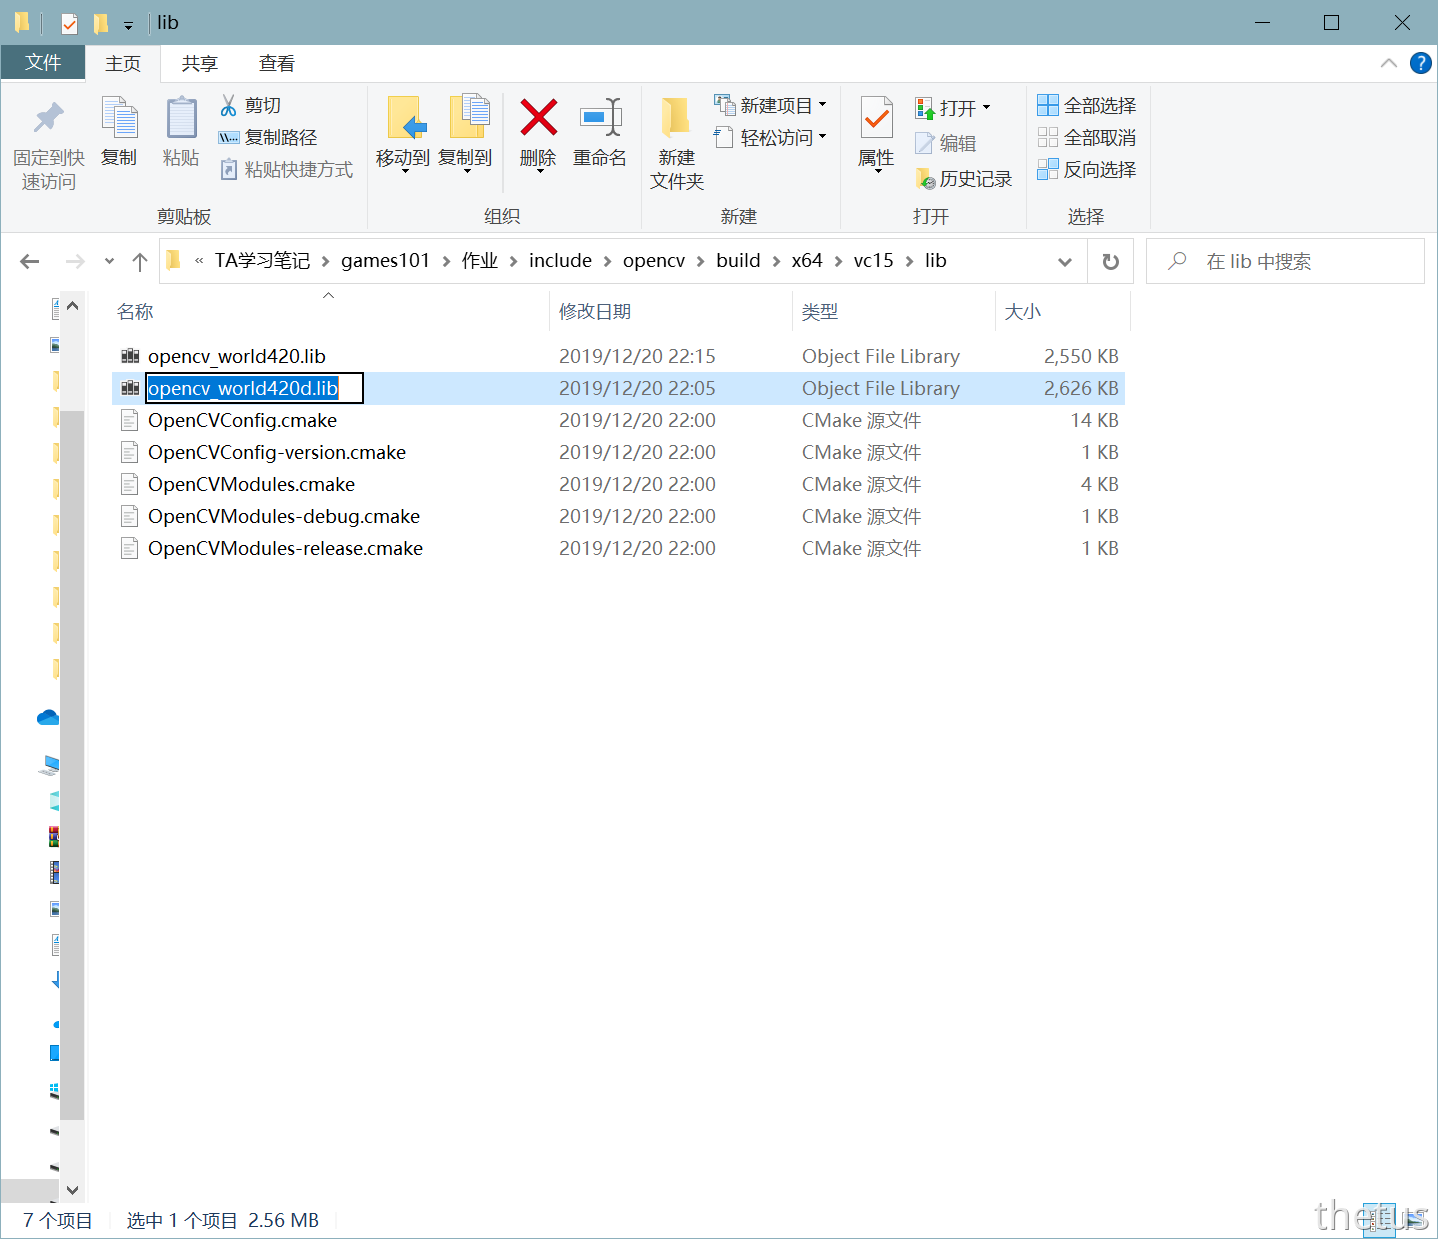 lib
文件 主页 共享 查看
固定到快速访问 复制 粘贴 剪切 复制路径 粘贴快捷方式
移动到 复制到 删除 重命名
新建文件夹 新建项目 轻松访问
属性 打开 编辑 历史记录
全部选择 全部取消 反向选择
剪贴板 组织 新建 打开 选择
« TA学习笔记 > games101 > 作业 > include > opencv > build > x64 > vc15 > lib 在 lib 中搜索
名称 修改日期 类型 大小
opencv_world420.lib 2019/12/20 22:15 Object File Library 2,550 KB
opencv_world420d.lib 2019/12/20 22:05 Object File Library 2,626 KB
OpenCVConfig.cmake 2019/12/20 22:00 CMake 源文件 14 KB
OpenCVConfig-version.cmake 2019/12/20 22:00 CMake 源文件 1 KB
OpenCVModules.cmake 2019/12/20 22:00 CMake 源文件 4 KB
OpenCVModules-debug.cmake 2019/12/20 22:00 CMake 源文件 1 KB
OpenCVModules-release.cmake 2019/12/20 22:00 CMake 源文件 1 KB
7 个项目 选中 1 个项目 2.56 MB
thetus